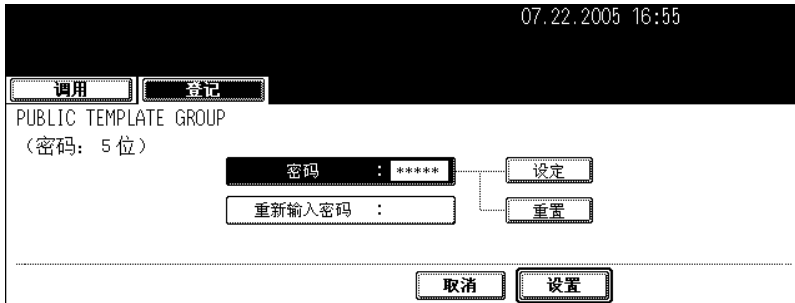 07.22.2005 16:55
调用 登记
PUBLIC TEMPLATE GROUP
（密码：5位）
密码 : ***** 设定
重新输入密码 : 重置
取消 设置